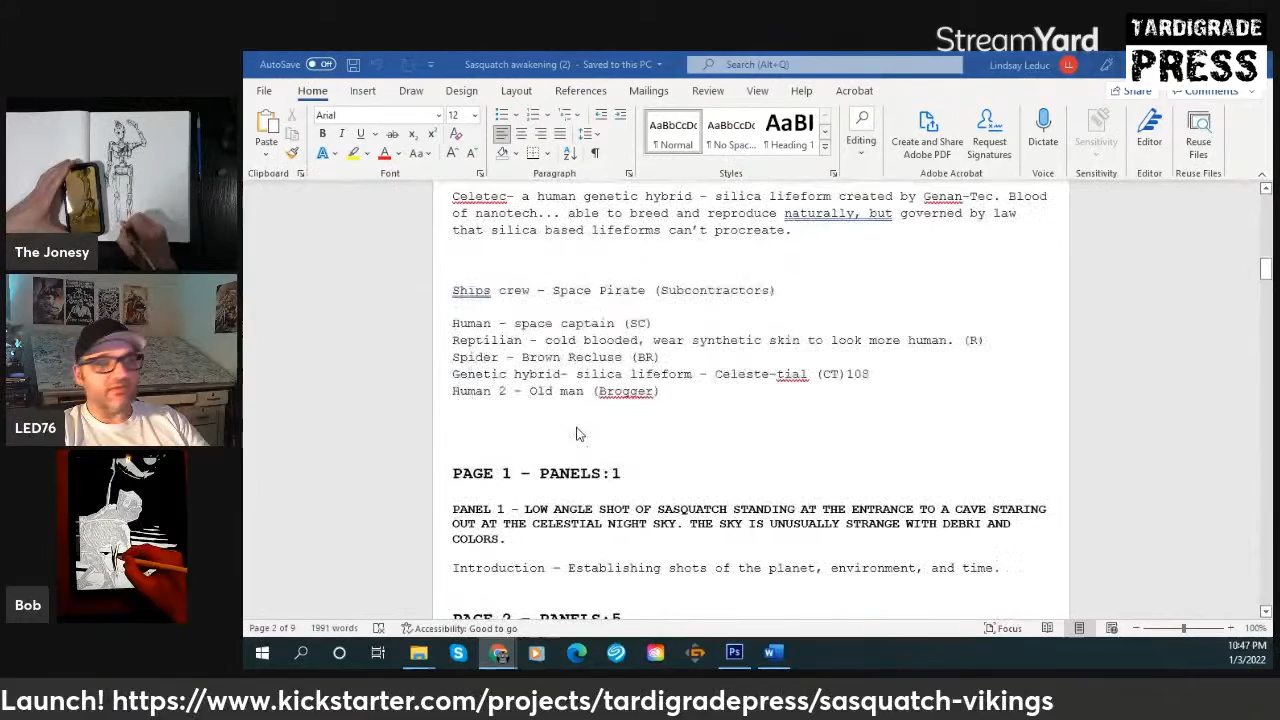 StreamYard
TARDIGRADE
PRESS
AutoSave Off
Sasquatch awakening (2) - Saved to this PC
Search (Alt+Q)
Lindsay Leduc LL
File Home Insert Draw Design Layout References Mailings Review View Help Acrobat Share Comments
Paste
Arial 12
AaBbCcDc AaBbCcDc AaBl
¶ Normal ¶ No Spac... Heading 1
Editing
Create and Share Adobe PDF
Request Signatures
Dictate
Sensitivity
Editor
Reuse Files
Clipboard Font Paragraph Styles Adobe Acrobat Voice Sensitivity Editor Reuse Files
Celetec- a human genetic hybrid - silica lifeform created by Genan-Tec. Blood
of nanotech... able to breed and reproduce naturally, but governed by law
that silica based lifeforms can't procreate.
Ships crew - Space Pirate (Subcontractors)
Human - space captain (SC)
Reptilian - cold blooded, wear synthetic skin to look more human. (R)
Spider - Brown Recluse (BR)
Genetic hybrid- silica lifeform - Celeste-tial (CT)108
Human 2 - Old man (Brogger)
PAGE 1 - PANELS:1
PANEL 1 - LOW ANGLE SHOT OF SASQUATCH STANDING AT THE ENTRANCE TO A CAVE STARING
OUT AT THE CELESTIAL NIGHT SKY. THE SKY IS UNUSUALLY STRANGE WITH DEBRI AND
COLORS.
Introduction - Establishing shots of the planet, environment, and time.
PAGE 2 - PANELS:5
Page 2 of 9 1991 words Accessibility: Good to go Focus 100%
10:47 PM
1/3/2022
The Jonesy
LED76
Bob
Launch! https://www.kickstarter.com/projects/tardigradepress/sasquatch-vikings